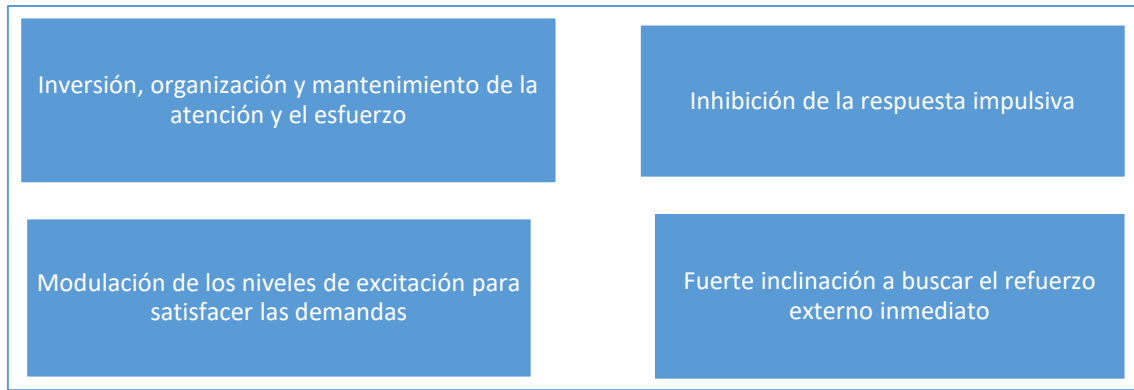 Inversión, organización y mantenimiento de la
atención y el esfuerzo
Inhibición de la respuesta impulsiva
Modulación de los niveles de excitación para
satisfacer las demandas
Fuerte inclinación a buscar el refuerzo
externo inmediato